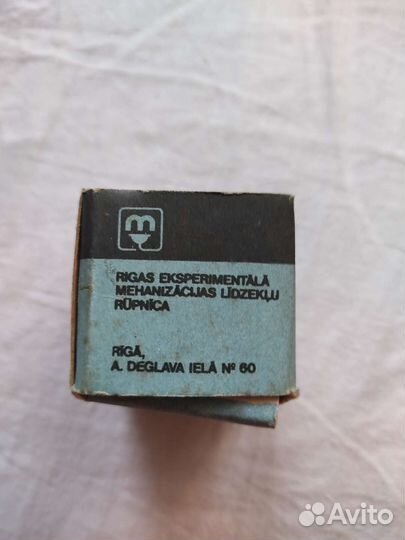 m
RIGAS EKSPERIMENTĀLĀ
MEHANIZĀCIJAS LĪDZEKĻU
RŪPNĪCA
RĪGĀ,
A. DEGLAVA IELĀ Nº 60
Avito